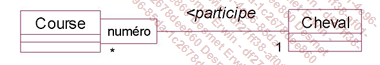 <participe
Course
numéro
Cheval
*
1